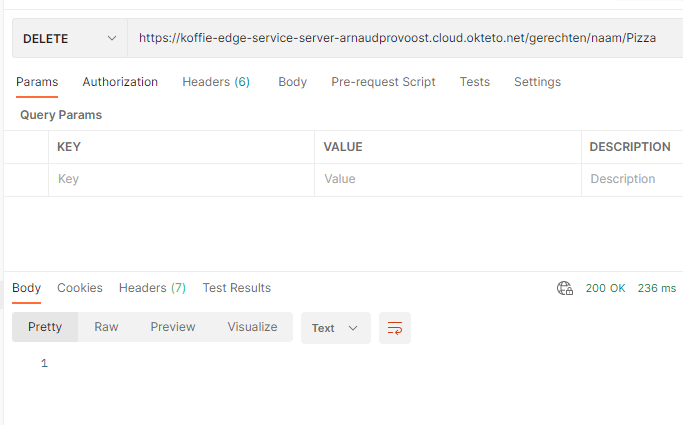 DELETE https://koffie-edge-service-server-arnaudprovoost.cloud.okteto.net/gerechten/naam/Pizza
Params Authorization Headers (6) Body Pre-request Script Tests Settings
Query Params
KEY VALUE DESCRIPTION
Key Value Description
Body Cookies Headers (7) Test Results 200 OK 236 ms
Pretty Raw Preview Visualize Text
1